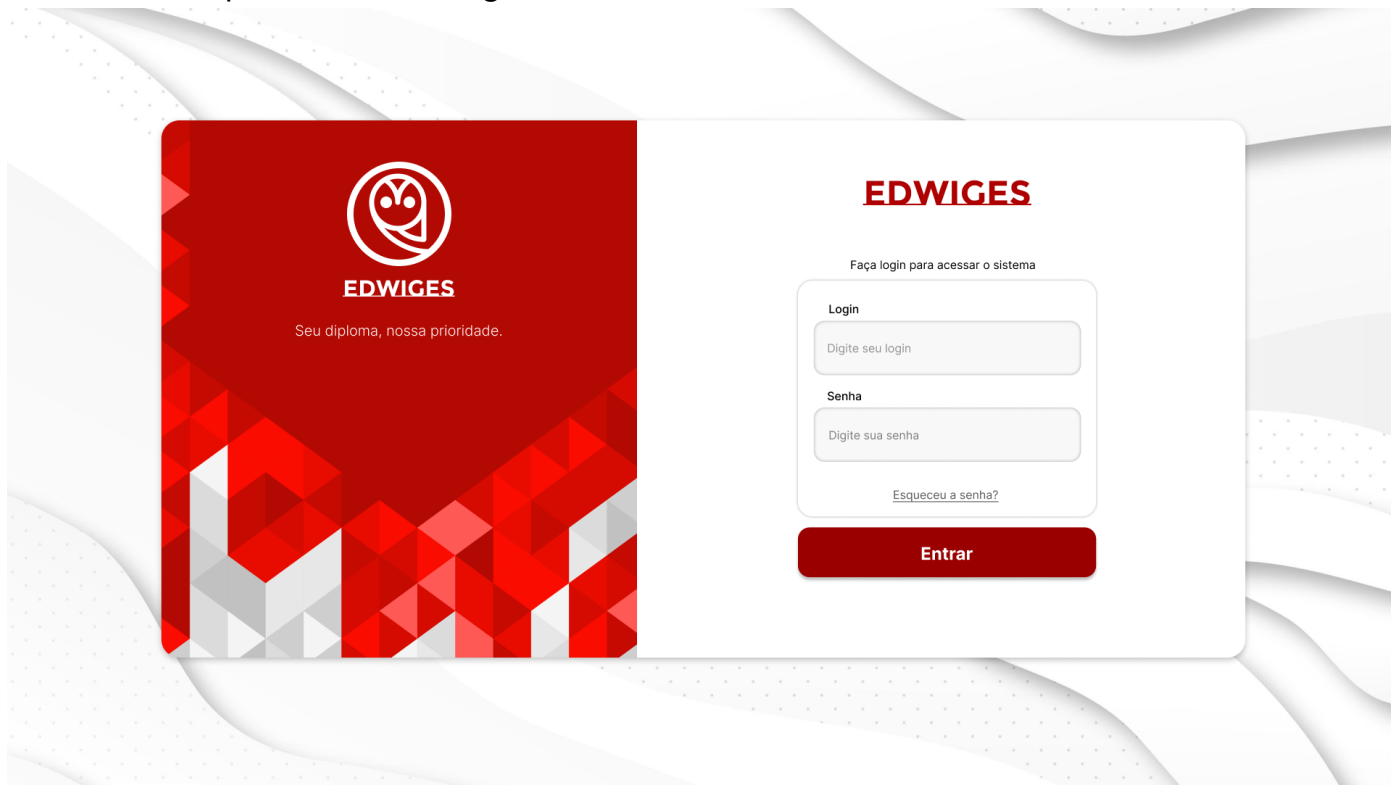 EDWIGES
Seu diploma, nossa prioridade.
EDWIGES
Faça login para acessar o sistema
Login
Digite seu login
Senha
Digite sua senha
Esqueceu a senha?
Entrar